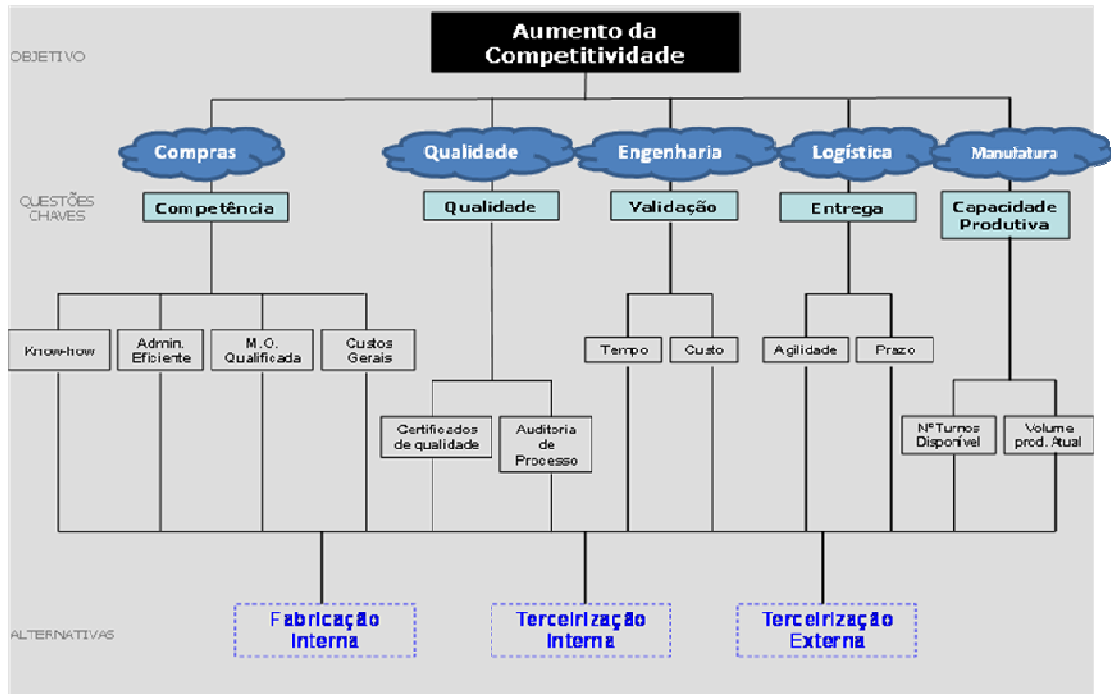 Aumento da
Competitividade
OBJETIVO
Compras
Qualidade
Engenharia
Logística
Manufatura
QUESTÕES
CHAVES
Competência
Qualidade
Validação
Entrega
Capacidade
Produtiva
Know-how
Admin.
Eficiente
M.O.
Qualificada
Custos
Gerais
Tempo
Custo
Agilidade
Prazo
Certificados
de qualidade
Auditoria
de
Processo
NºTurnos
Disponível
Volume
prod. Atual
ALTERNATIVAS
Fabricação
Interna
Terceirização
Interna
Terceirização
Externa